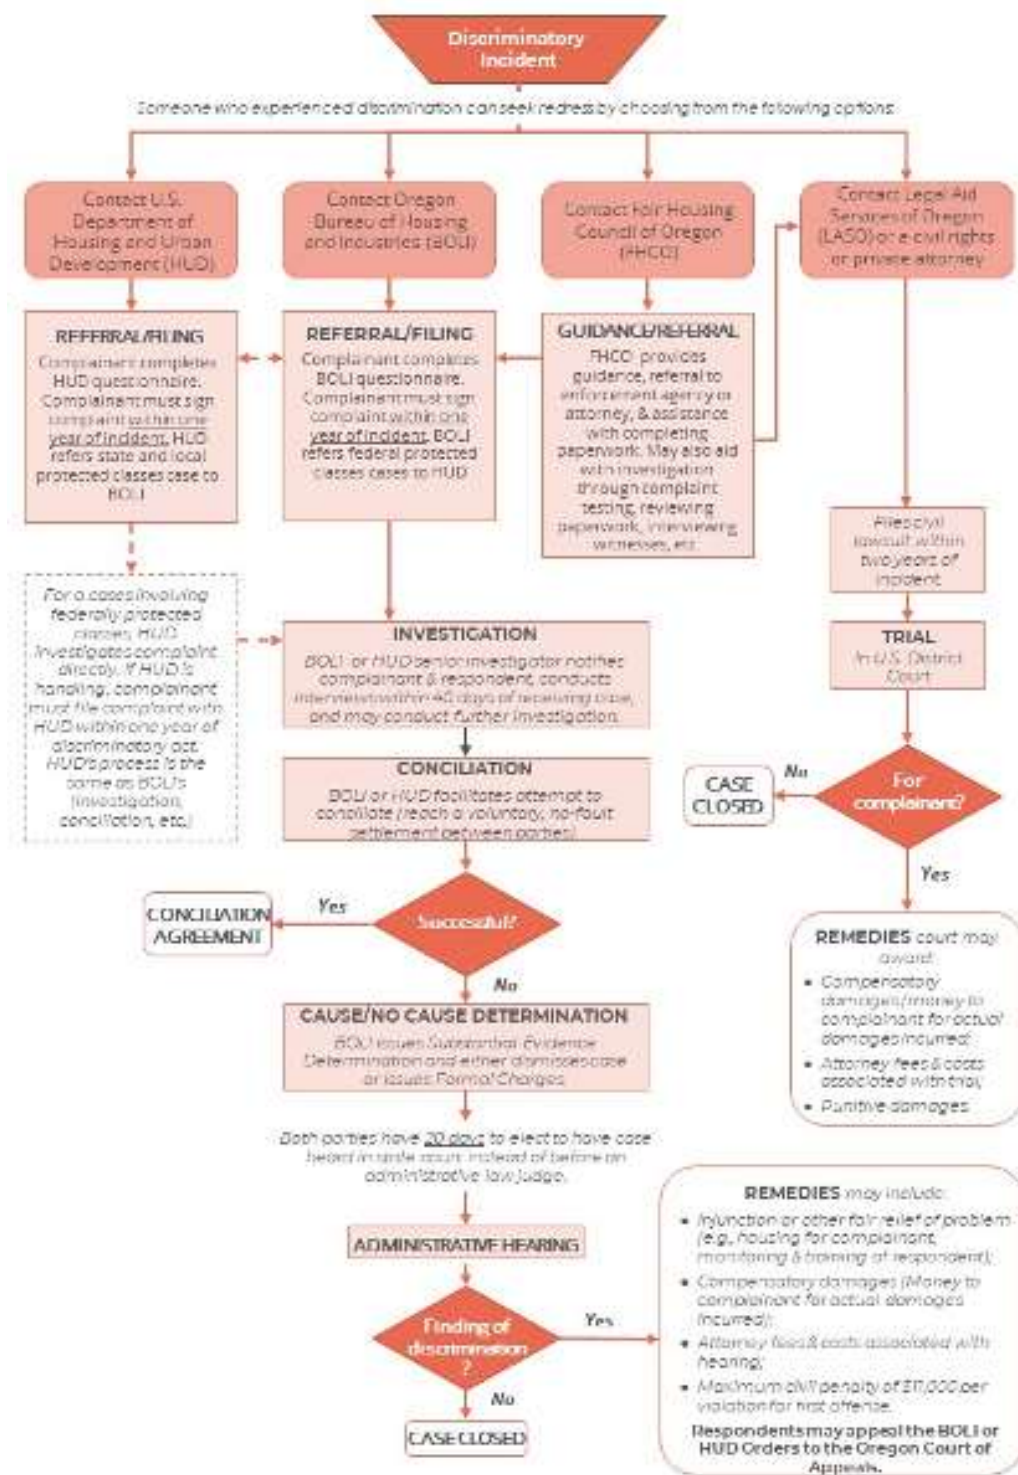 Discriminatory
Incident
Someone who experienced discrimination can seek redress by choosing from the following options:
Contact U.S.
Department of
Housing and Urban
Development (HUD)
Contact Oregon
Bureau of Housing
and Industries (BOLI)
Contact Fair Housing
Council of Oregon
(FHCO)
Contact Legal Aid
Services of Oregon
(LASO) or a civil rights
or private attorney
REFERRAL/FILING
Complainant completes
HUD questionnaire.
Complainant must sign
complaint within one
year of incident. HUD
refers state and local
protected classes case to
BOLI
REFERRAL/FILING
Complainant completes
BOLI questionnaire.
Complainant must sign
complaint within one
year of incident. BOLI
refers federal protected
classes cases to HUD
GUIDANCE/REFERRAL
FHCO provides
guidance, referral to
enforcement agency or
attorney, & assistance
with completing
paperwork. May also aid
with investigation
through complaint
testing, reviewing
paperwork, interviewing
witnesses, etc.
Files civil
lawsuit within
two years of
incident
TRIAL
In U.S. District
Court
For
complainant?
No
CASE
CLOSED
Yes
REMEDIES court may
award:
• Compensatory
damages/money to
complainant for actual
damages incurred;
• Attorney fees & costs
associated with trial;
• Punitive damages.
For a cases involving
federally protected
classes, HUD
investigates complaint
directly. If HUD is
handling, complainant
must file complaint with
HUD within one year of
discriminatory act.
HUD's process is the
same as BOLI's
(investigation,
conciliation, etc.)
INVESTIGATION
BOLI or HUD senior investigator notifies
complainant & respondent, conducts
interview within 40 days of receiving case,
and may conduct further investigation.
CONCILIATION
BOLI or HUD facilitates attempt to
conciliate (reach a voluntary, no-fault
settlement between parties)
Successful?
Yes
CONCILIATION
AGREEMENT
No
CAUSE/NO CAUSE DETERMINATION
BOLI issues Substantial Evidence
Determination and either dismisses case
or issues Formal Charges
Both parties have 20 days to elect to have case
heard in state court instead of before an
administrative law judge.
ADMINISTRATIVE HEARING
Finding of
discrimination
?
Yes
No
CASE CLOSED
REMEDIES may include:
• Injunction or other fair relief of problem
(e.g., housing for complainant,
monitoring & training of respondent);
• Compensatory damages (Money to
complainant for actual damages
incurred);
• Attorney fees & costs associated with
hearing;
• Maximum civil penalty of $11,000 per
violation for first offense.
Respondents may appeal the BOLI or
HUD Orders to the Oregon Court of
Appeals.